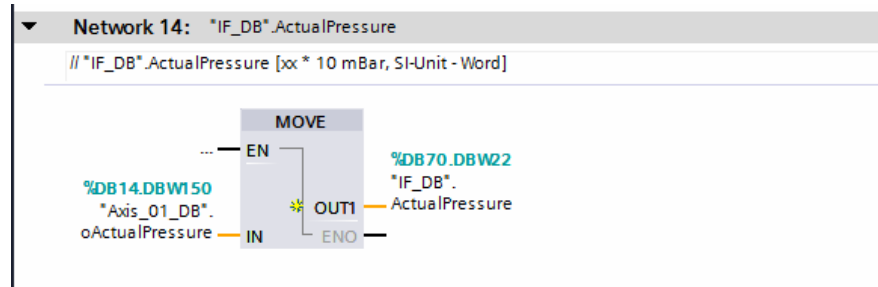 Network 14: "IF_DB".ActualPressure
// "IF_DB".ActualPressure [xx * 10 mBar, SI-Unit - Word]
MOVE
... EN
%DB70.DBW22
"IF_DB".
ActualPressure
%DB14.DBW150
"Axis_01_DB".
oActualPressure
IN
OUT1
ENO